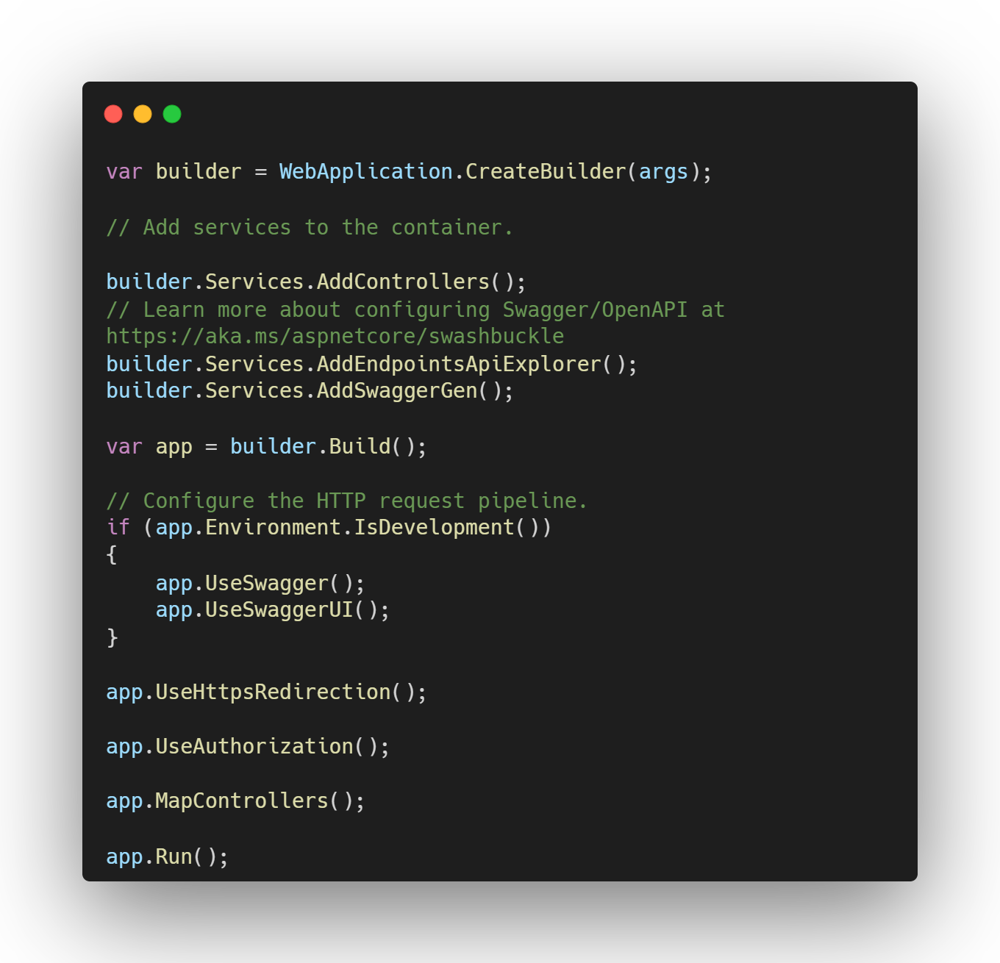 var builder = WebApplication.CreateBuilder(args);
// Add services to the container.
builder.Services.AddControllers();
// Learn more about configuring Swagger/OpenAPI at
https://aka.ms/aspnetcore/swashbuckle
builder.Services.AddEndpointsApiExplorer();
builder.Services.AddSwaggerGen();
var app = builder.Build();
// Configure the HTTP request pipeline.
if (app.Environment.IsDevelopment())
{
    app.UseSwagger();
    app.UseSwaggerUI();
}
app.UseHttpsRedirection();
app.UseAuthorization();
app.MapControllers();
app.Run();